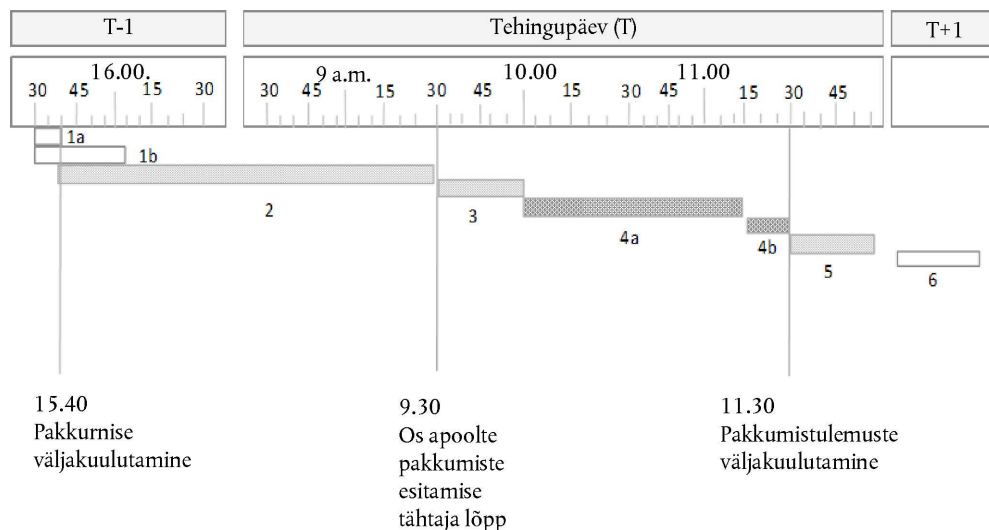 T-1 Tehingupäev (T) T+1
16.00. 9 a.m. 10.00 11.00
30 45 15 30 30 45 15 30 45 15 30 45 15 30 45
1a
1b
2
3
4a
4b
5
6
15.40
Pakkurnise
väljakuulutamine
9.30
Os apoolte
pakkumiste
esitamise
tähtaja lõpp
11.30
Pakkumistulemuste
väljakuulutamine